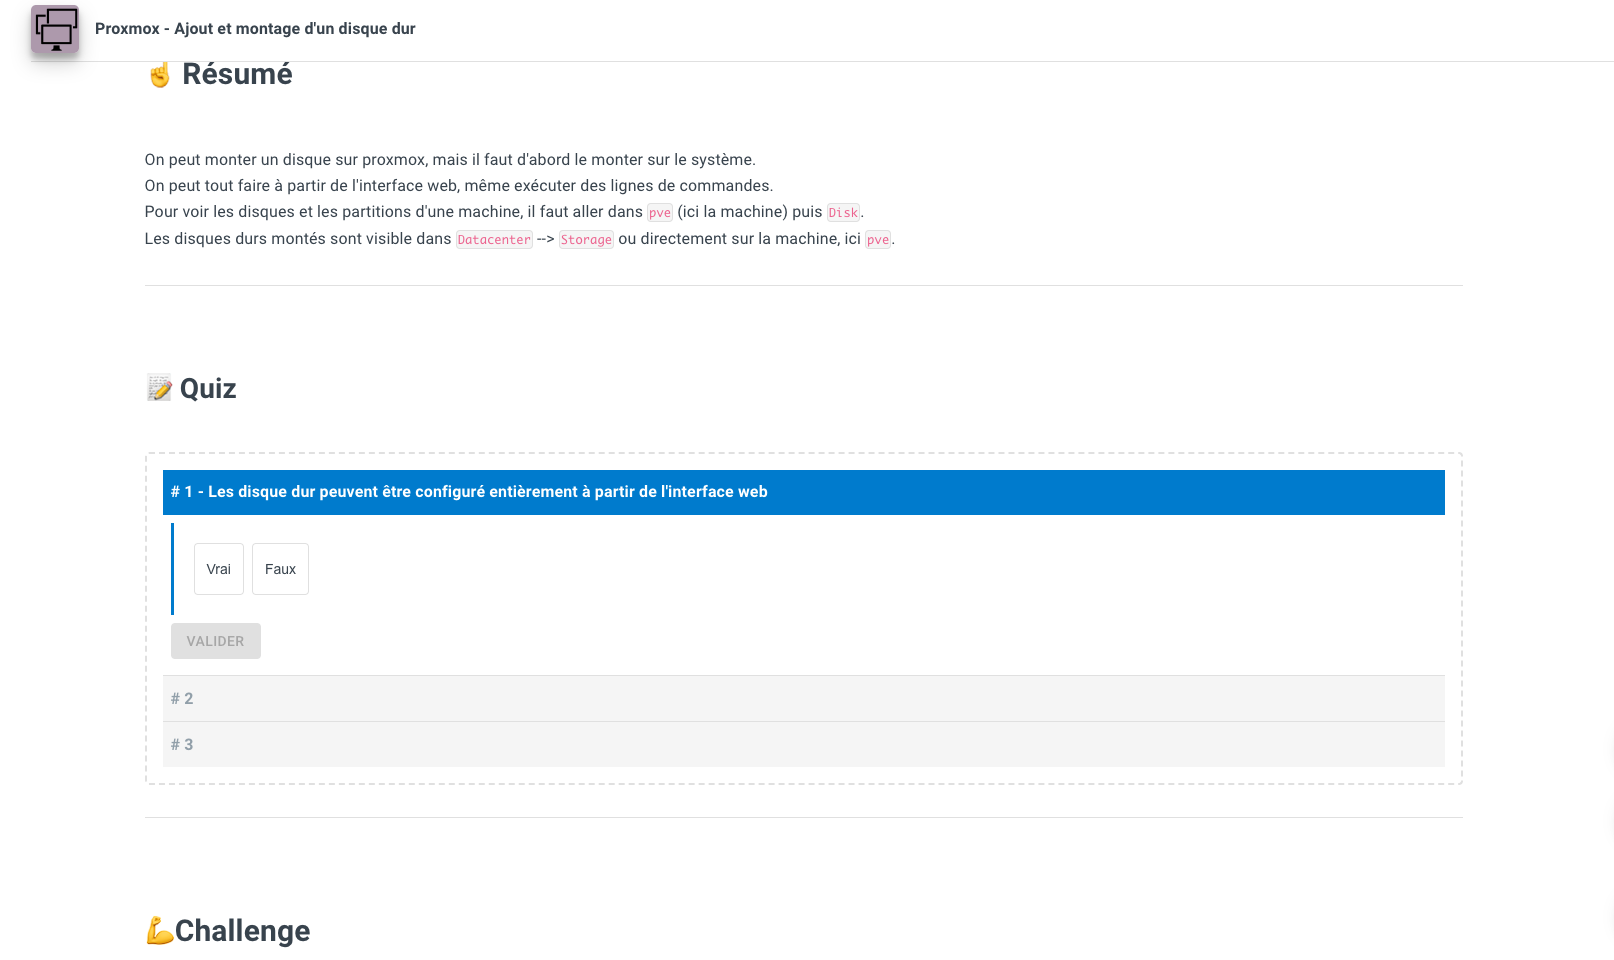 Proxmox - Ajout et montage d'un disque dur
☝ Résumé
On peut monter un disque sur proxmox, mais il faut d'abord le monter sur le système.
On peut tout faire à partir de l'interface web, même exécuter des lignes de commandes.
Pour voir les disques et les partitions d'une machine, il faut aller dans pve (ici la machine) puis Disk.
Les disques durs montés sont visible dans Datacenter --> Storage ou directement sur la machine, ici pve.
📝 Quiz
# 1 - Les disque dur peuvent être configuré entièrement à partir de l'interface web
Vrai Faux
VALIDER
# 2
# 3
💪Challenge